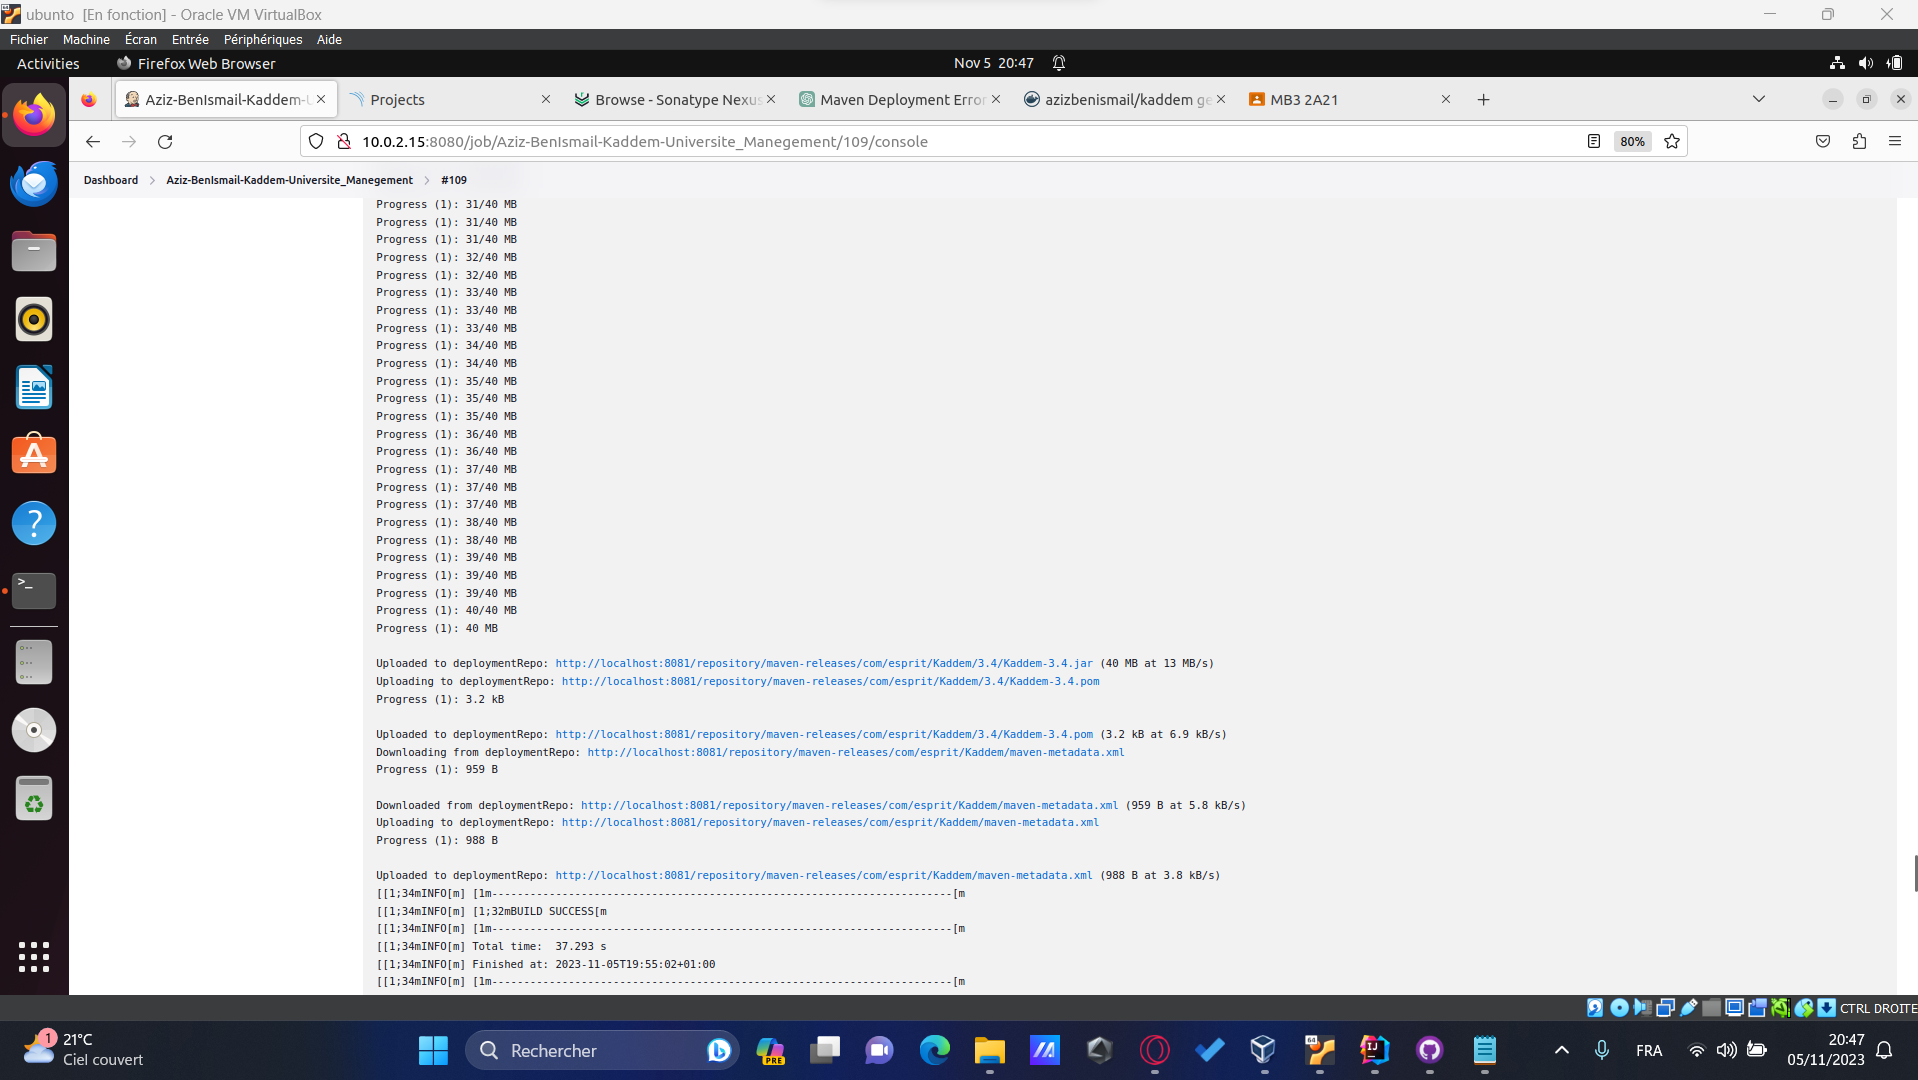 ubunto [En fonction] - Oracle VM VirtualBox
Fichier Machine Écran Entrée Périphériques Aide
Activities Firefox Web Browser Nov 5 20:47
Aziz-BenIsmail-Kaddem- Projects Browse - Sonatype Nexus Maven Deployment Error azizbenismail/kaddem ge MB3 2A21
10.0.2.15:8080/job/Aziz-BenIsmail-Kaddem-Universite_Manegement/109/console 80%
Dashboard Aziz-BenIsmail-Kaddem-Universite_Manegement #109
Progress (1): 31/40 MB
Progress (1): 31/40 MB
Progress (1): 31/40 MB
Progress (1): 32/40 MB
Progress (1): 32/40 MB
Progress (1): 33/40 MB
Progress (1): 33/40 MB
Progress (1): 33/40 MB
Progress (1): 34/40 MB
Progress (1): 34/40 MB
Progress (1): 35/40 MB
Progress (1): 35/40 MB
Progress (1): 35/40 MB
Progress (1): 36/40 MB
Progress (1): 36/40 MB
Progress (1): 37/40 MB
Progress (1): 37/40 MB
Progress (1): 37/40 MB
Progress (1): 38/40 MB
Progress (1): 38/40 MB
Progress (1): 39/40 MB
Progress (1): 39/40 MB
Progress (1): 39/40 MB
Progress (1): 40/40 MB
Progress (1): 40 MB
Uploaded to deploymentRepo: http://localhost:8081/repository/maven-releases/com/esprit/Kaddem/3.4/Kaddem-3.4.jar (40 MB at 13 MB/s)
Uploading to deploymentRepo: http://localhost:8081/repository/maven-releases/com/esprit/Kaddem/3.4/Kaddem-3.4.pom
Progress (1): 3.2 kB
Uploaded to deploymentRepo: http://localhost:8081/repository/maven-releases/com/esprit/Kaddem/3.4/Kaddem-3.4.pom (3.2 kB at 6.9 kB/s)
Downloading from deploymentRepo: http://localhost:8081/repository/maven-releases/com/esprit/Kaddem/maven-metadata.xml
Progress (1): 959 B
Downloaded from deploymentRepo: http://localhost:8081/repository/maven-releases/com/esprit/Kaddem/maven-metadata.xml (959 B at 5.8 kB/s)
Uploading to deploymentRepo: http://localhost:8081/repository/maven-releases/com/esprit/Kaddem/maven-metadata.xml
Progress (1): 988 B
Uploaded to deploymentRepo: http://localhost:8081/repository/maven-releases/com/esprit/Kaddem/maven-metadata.xml (988 B at 3.8 kB/s)
[[1;34mINFO[m] [1m------------------------------------------------------------------------[m
[[1;34mINFO[m] [1;32mBUILD SUCCESS[m
[[1;34mINFO[m] [1m------------------------------------------------------------------------[m
[[1;34mINFO[m] Total time:  37.293 s
[[1;34mINFO[m] Finished at: 2023-11-05T19:55:02+01:00
[[1;34mINFO[m] [1m------------------------------------------------------------------------[m
CTRL DROITE
1 21°C
Ciel couvert
Rechercher
PRE
FRA
20:47
05/11/2023